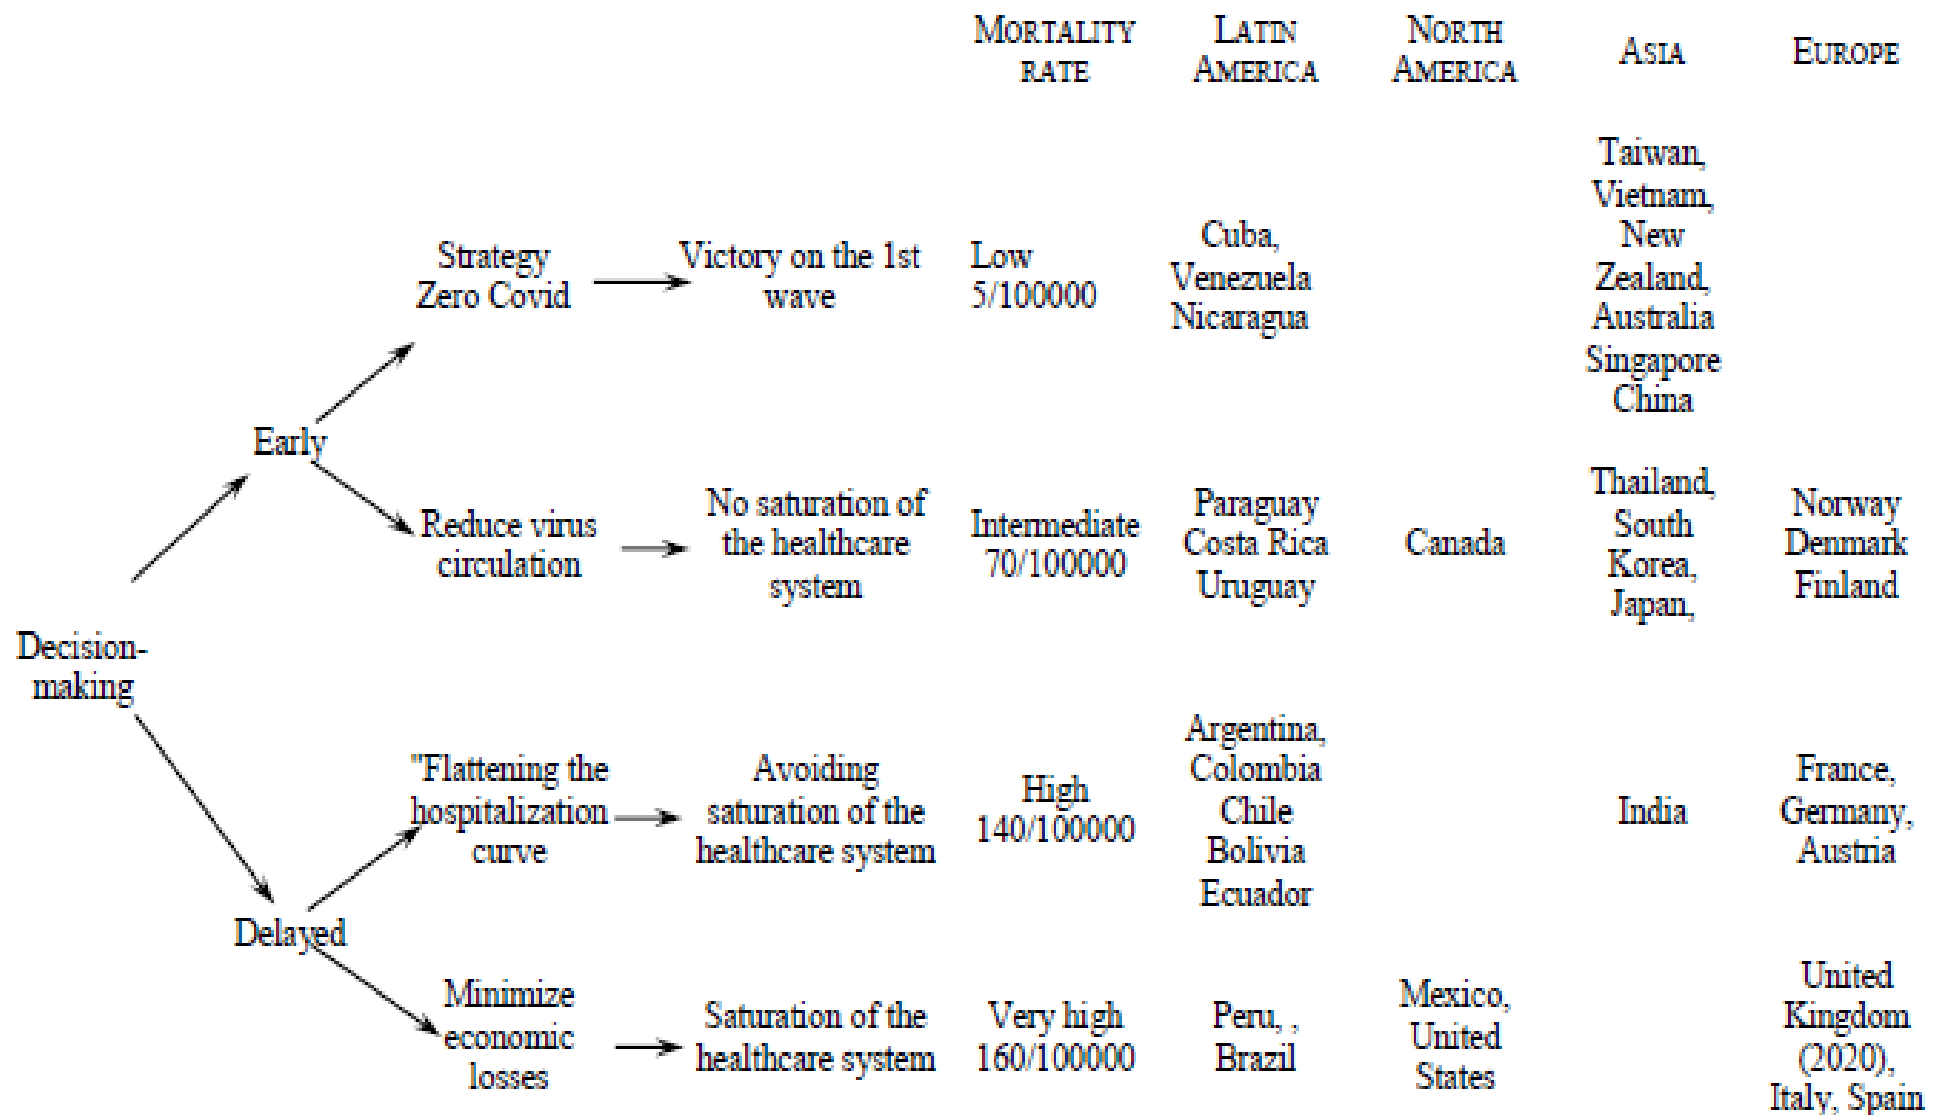 MORTALITY
RATE
LATIN
AMERICA
NORTH
AMERICA
ASIA
EUROPE
Decision-
making
Early
Strategy
Zero Covid
Victory on the 1st
wave
Low
5/100000
Cuba,
Venezuela
Nicaragua
Taiwan,
Vietnam,
New
Zealand,
Australia
Singapore
China
Reduce virus
circulation
No saturation of
the healthcare
system
Intermediate
70/100000
Paraguay
Costa Rica
Uruguay
Canada
Thailand,
South
Korea,
Japan,
Norway
Denmark
Finland
Delayed
"Flattening the
hospitalization
curve
Avoiding
saturation of the
healthcare system
High
140/100000
Argentina,
Colombia
Chile
Bolivia
Ecuador
India
France,
Germany,
Austria
Minimize
economic
losses
Saturation of the
healthcare system
Very high
160/100000
Peru, ,
Brazil
Mexico,
United
States
United
Kingdom
(2020),
Italy, Spain